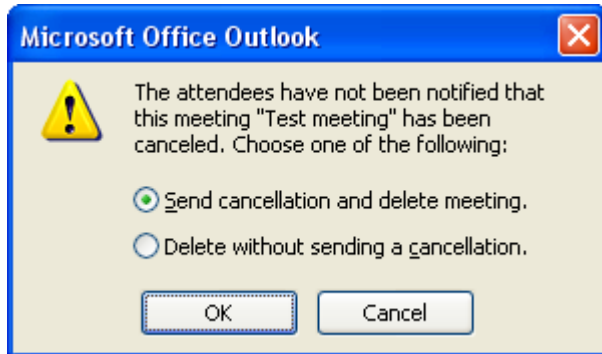 Microsoft Office Outlook
The attendees have not been notified that
this meeting "Test meeting" has been
canceled. Choose one of the following:
Send cancellation and delete meeting.
Delete without sending a cancellation.
OK
Cancel